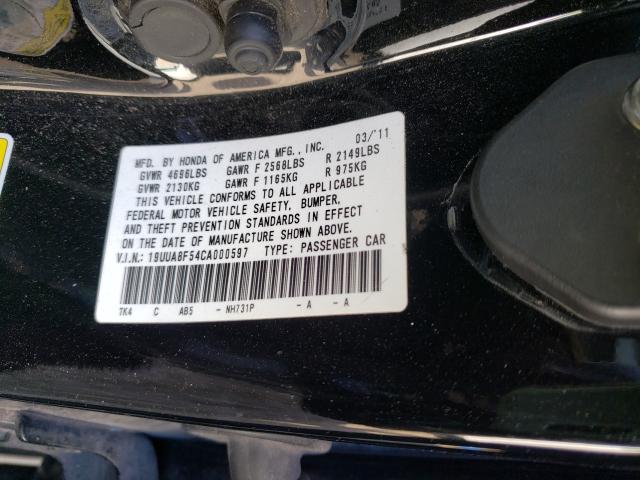 MFD. BY HONDA OF AMERICA MFG., INC. 03/'11
GVWR 4696LBS GAWR F 2568LBS R 2149LBS
GVWR 2130KG GAWR F 1165KG R 975KG
THIS VEHICLE CONFORMS TO ALL APPLICABLE
FEDERAL MOTOR VEHICLE SAFETY, BUMPER,
AND THEFT PREVENTION STANDARDS IN EFFECT
ON THE DATE OF MANUFACTURE SHOWN ABOVE.
V.I.N.: 19UUA8F54CA000597 TYPE: PASSENGER CAR
TK4 C AB5 - NH731P - A - A